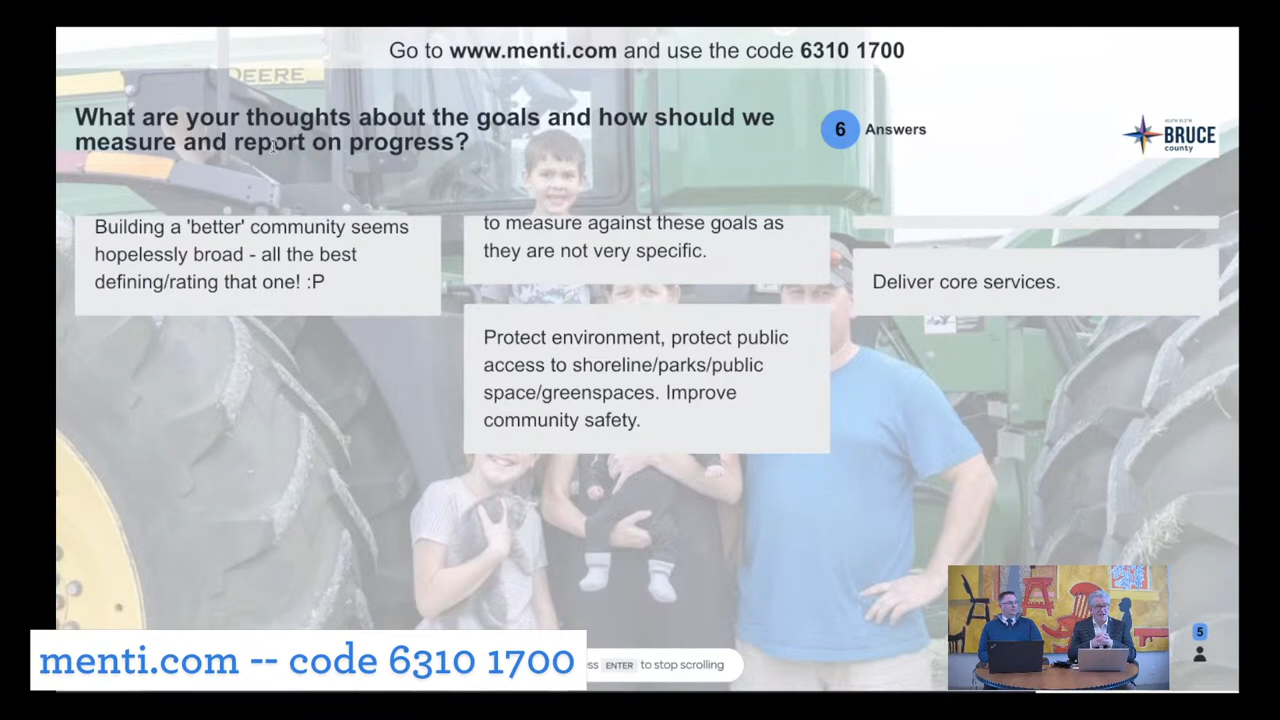 Go to www.menti.com and use the code 6310 1700
DEERE
What are your thoughts about the goals and how should we
measure and report on progress?
6 Answers
BRUCE
county
Building a 'better' community seems
hopelessly broad - all the best
defining/rating that one! :P
to measure against these goals as
they are not very specific.
Protect environment, protect public
access to shoreline/parks/public
space/greenspaces. Improve
community safety.
Deliver core services.
5
ENTER to stop scrolling
menti.com -- code 6310 1700